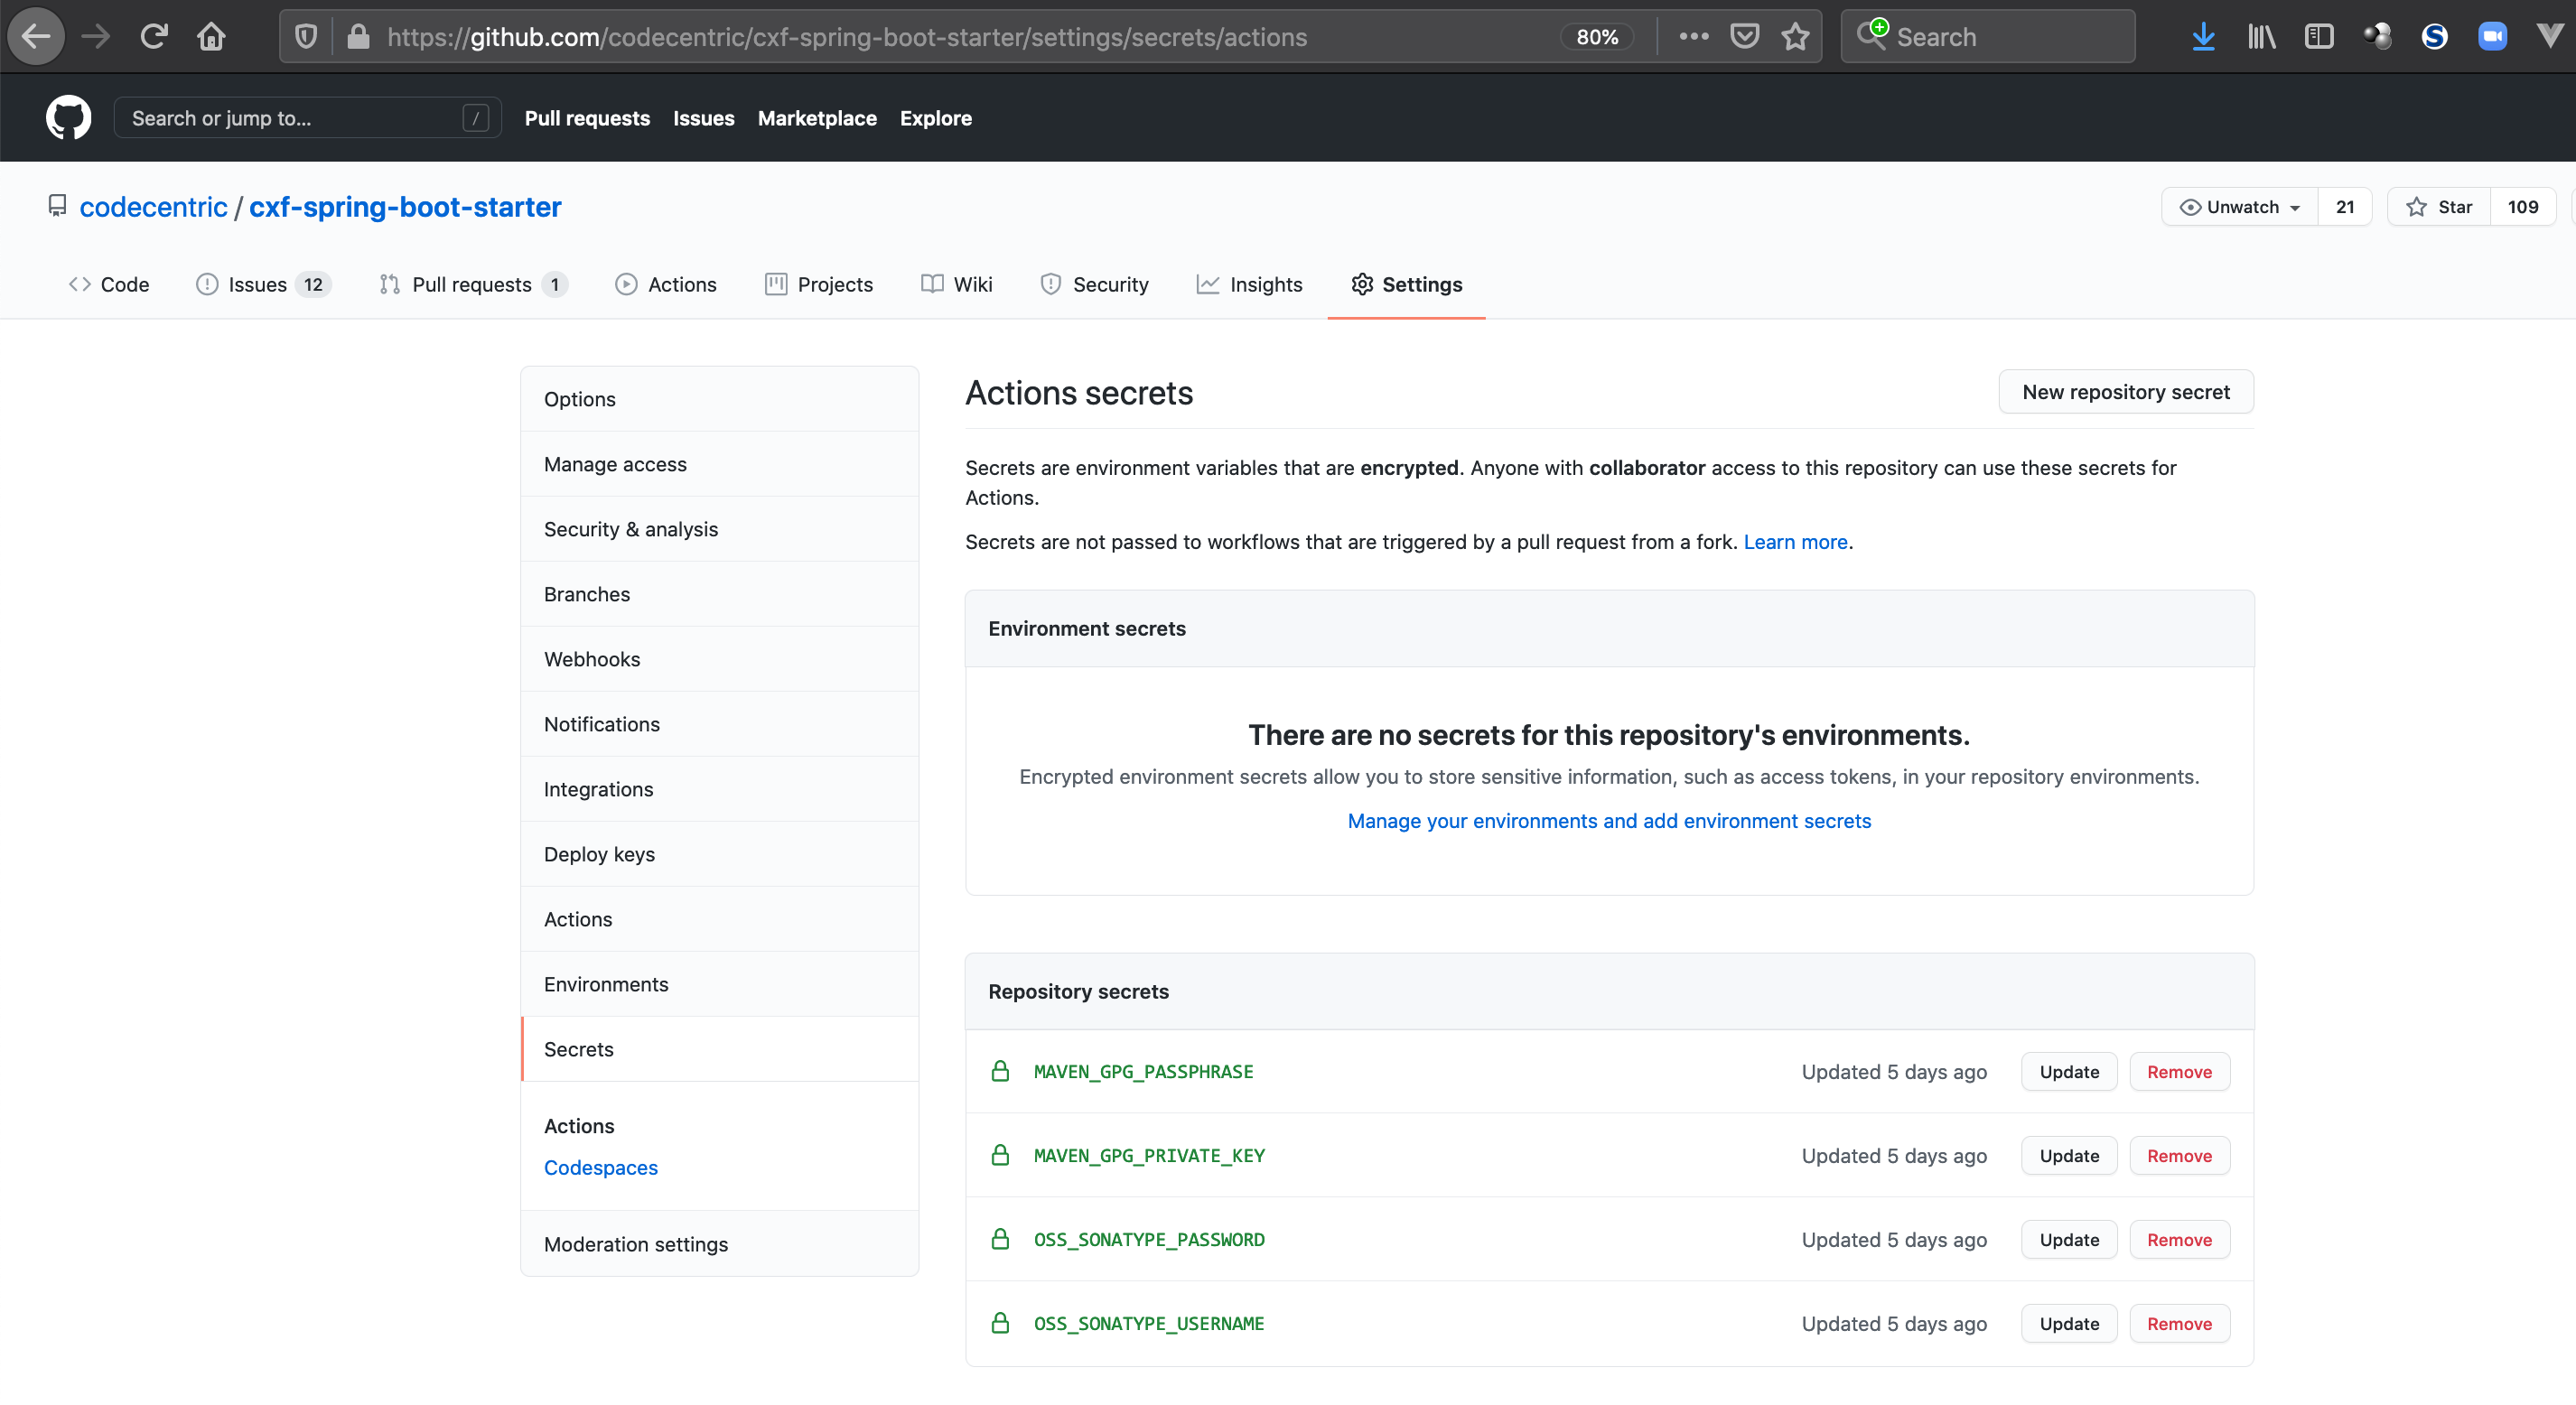 https://github.com/codecentric/cxf-spring-boot-starter/settings/secrets/actions
80%
Search
Search or jump to...
/
Pull requests
Issues
Marketplace
Explore
codecentric / cxf-spring-boot-starter
Unwatch
21
Star
109
Code
Issues 12
Pull requests 1
Actions
Projects
Wiki
Security
Insights
Settings
Options
Manage access
Security & analysis
Branches
Webhooks
Notifications
Integrations
Deploy keys
Actions
Environments
Secrets
Actions
Codespaces
Moderation settings
Actions secrets
New repository secret
Secrets are environment variables that are encrypted. Anyone with collaborator access to this repository can use these secrets for
Actions.
Secrets are not passed to workflows that are triggered by a pull request from a fork. Learn more.
Environment secrets
There are no secrets for this repository's environments.
Encrypted environment secrets allow you to store sensitive information, such as access tokens, in your repository environments.
Manage your environments and add environment secrets
Repository secrets
MAVEN_GPG_PASSPHRASE
Updated 5 days ago
Update
Remove
MAVEN_GPG_PRIVATE_KEY
Updated 5 days ago
Update
Remove
OSS_SONATYPE_PASSWORD
Updated 5 days ago
Update
Remove
OSS_SONATYPE_USERNAME
Updated 5 days ago
Update
Remove